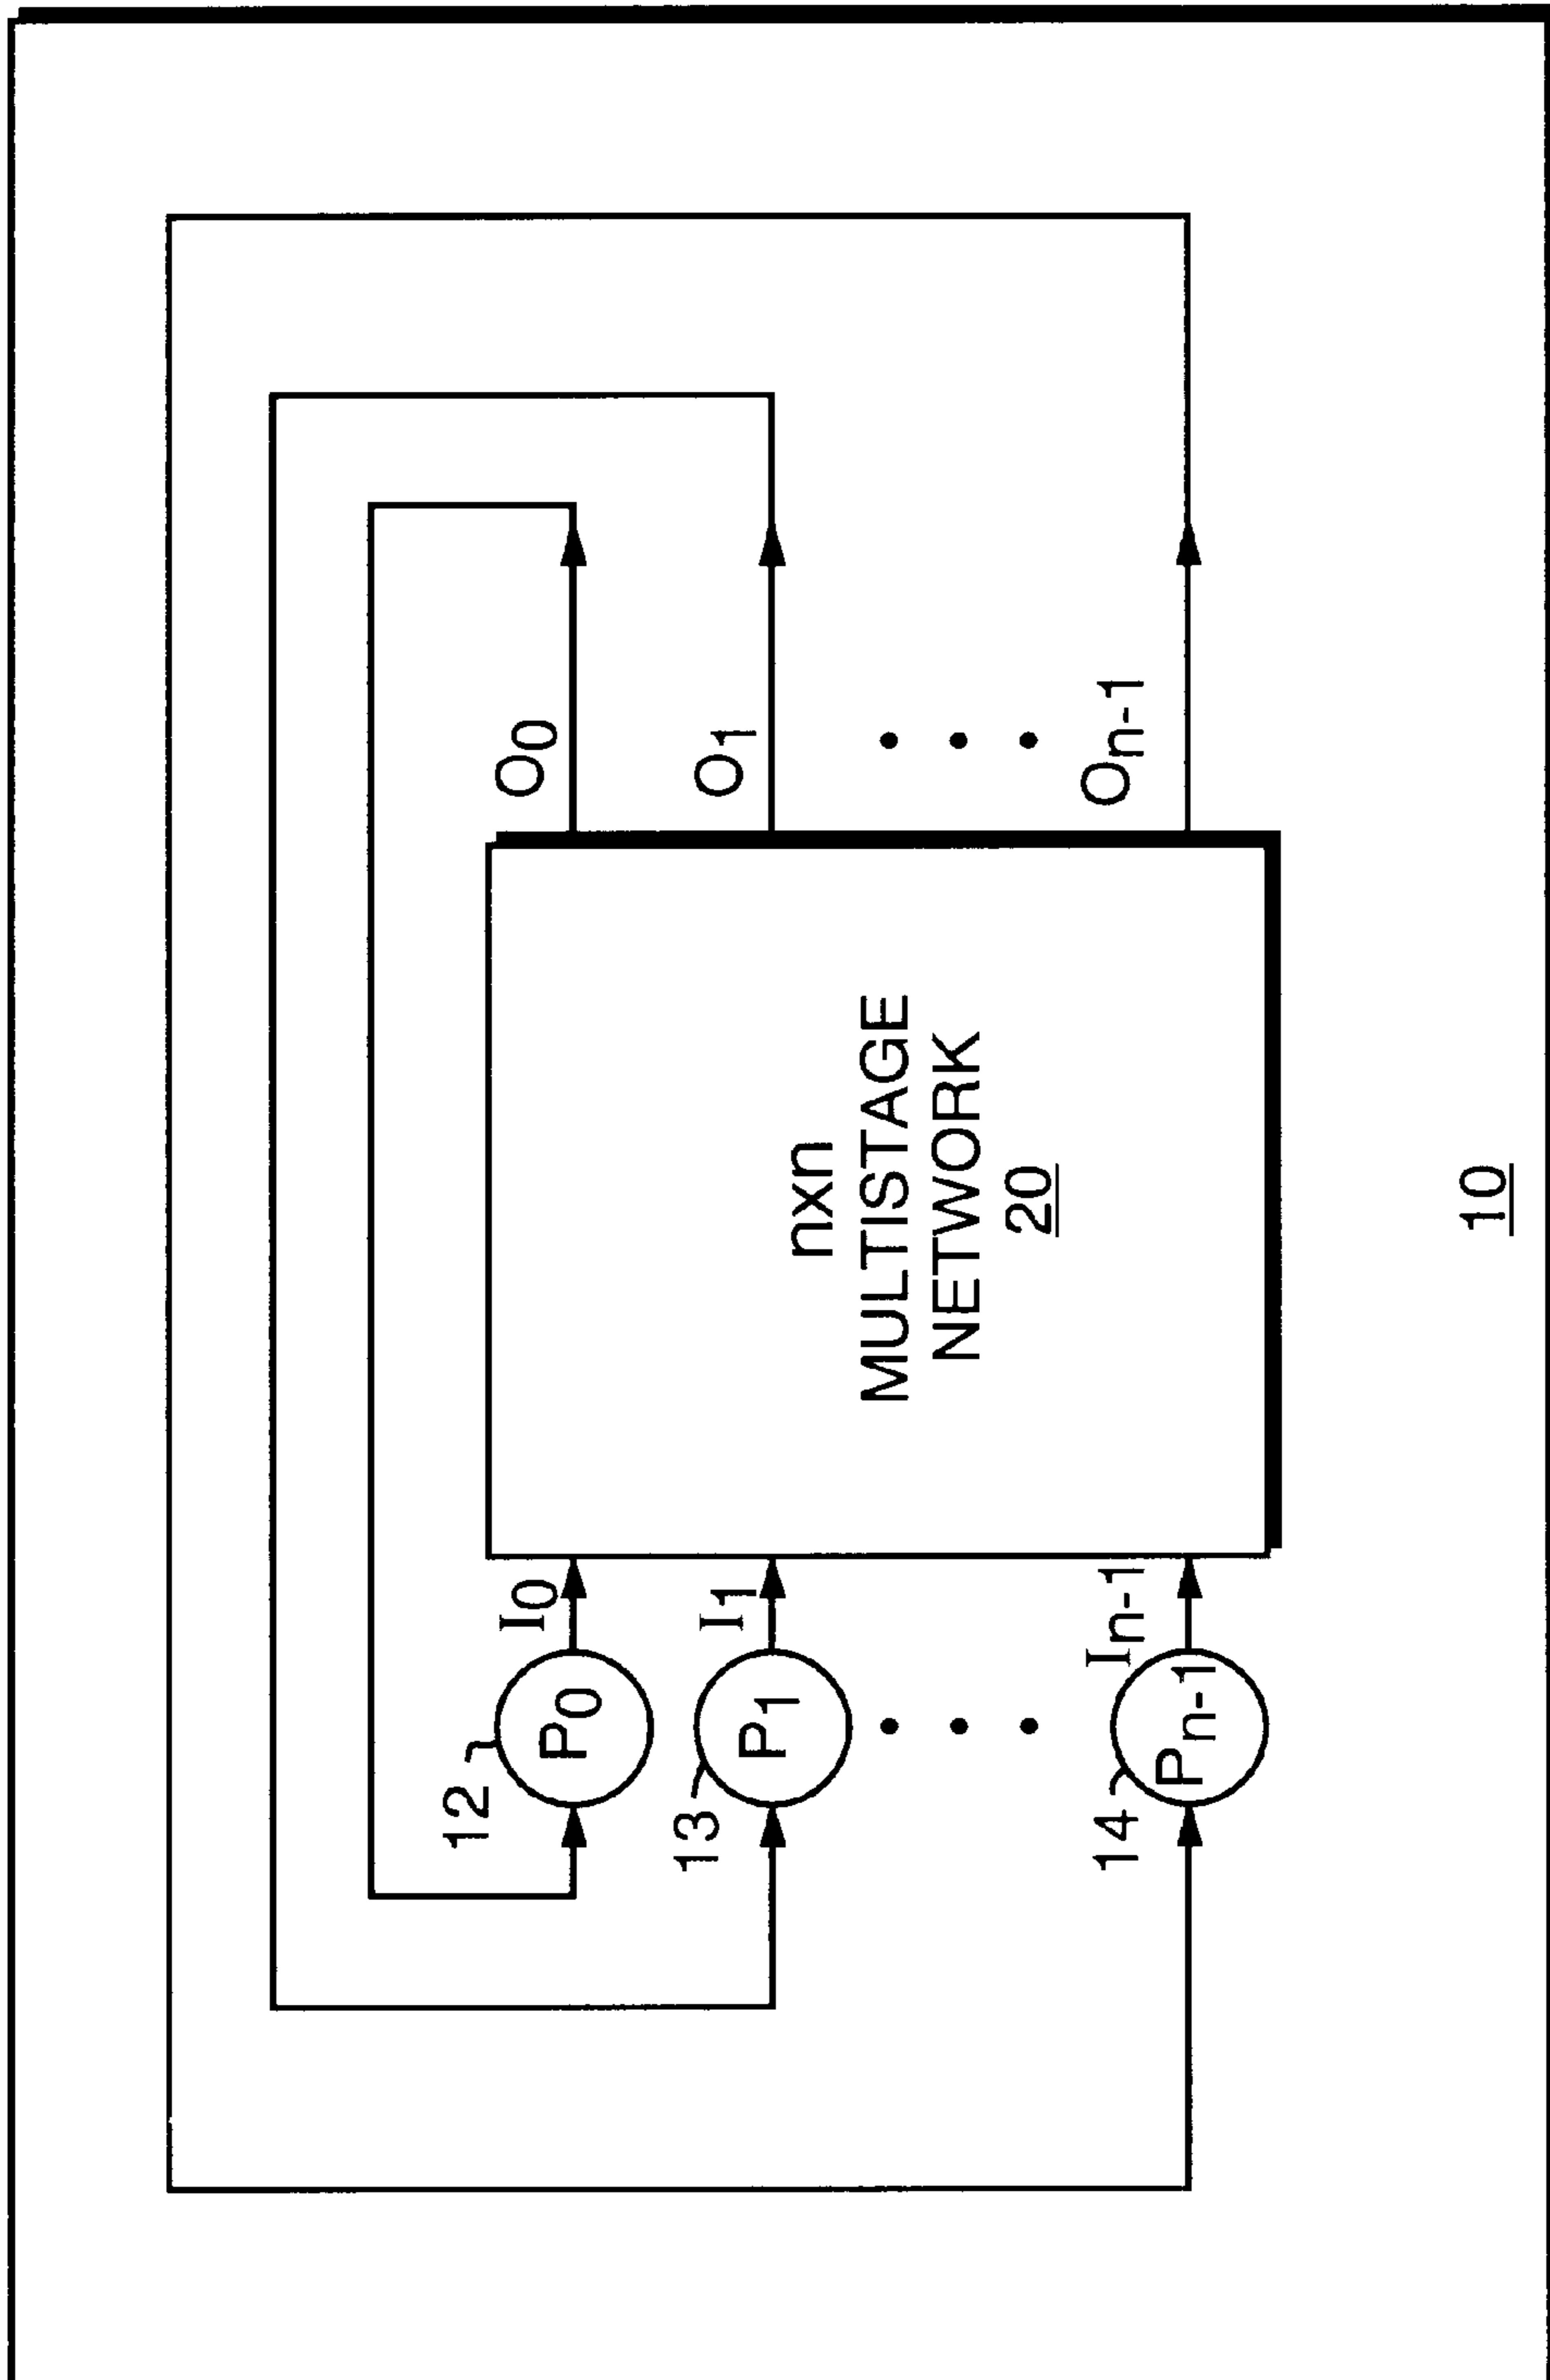 12
P0
I0
O0
13
P1
I1
O1
nxn
MULTISTAGE
NETWORK
20
14
Pn-1
In-1
On-1
10